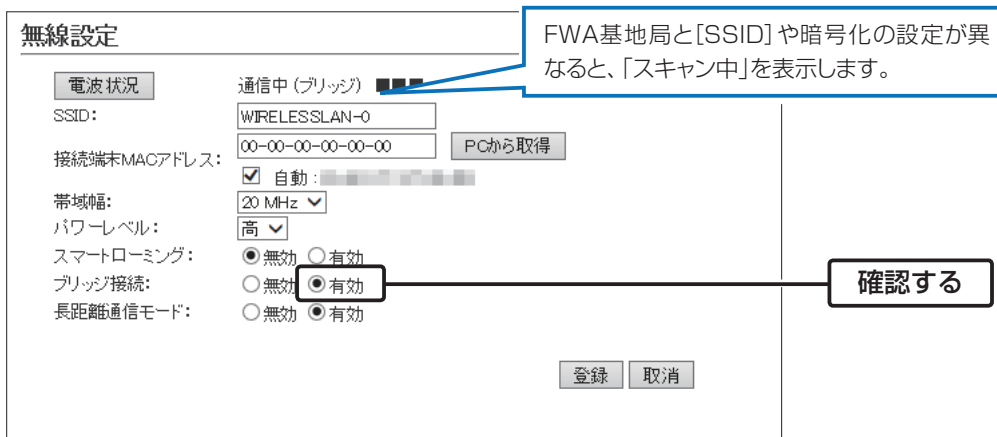 無線設定
FWA基地局と[SSID]や暗号化の設定が異
なると、「スキャン中」を表示します。
電波状況 通信中(ブリッジ) ■■■
SSID: WIRELESSLAN-0
接続端末MACアドレス: 00-00-00-00-00-00 PCから取得
自動:
帯域幅: 20 MHz
パワーレベル: 高
スマートローミング: 無効 有効
ブリッジ接続: 無効 有効
確認する
長距離通信モード: 無効 有効
登録 取消